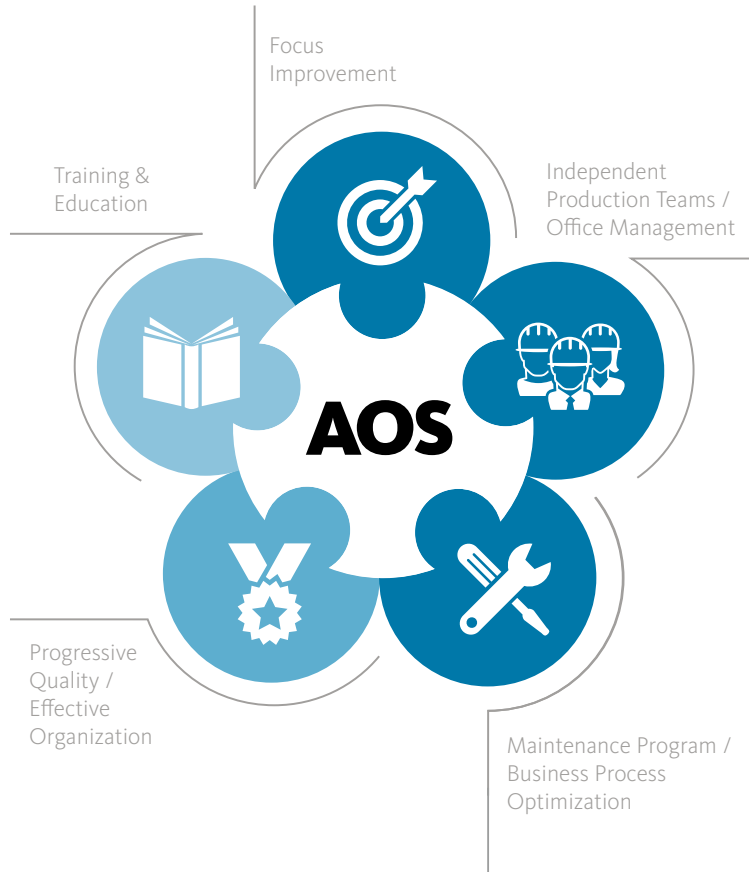 Focus
Improvement
Training &
Education
Independent
Production Teams /
Office Management
AOS
Progressive
Quality /
Effective
Organization
Maintenance Program /
Business Process
Optimization